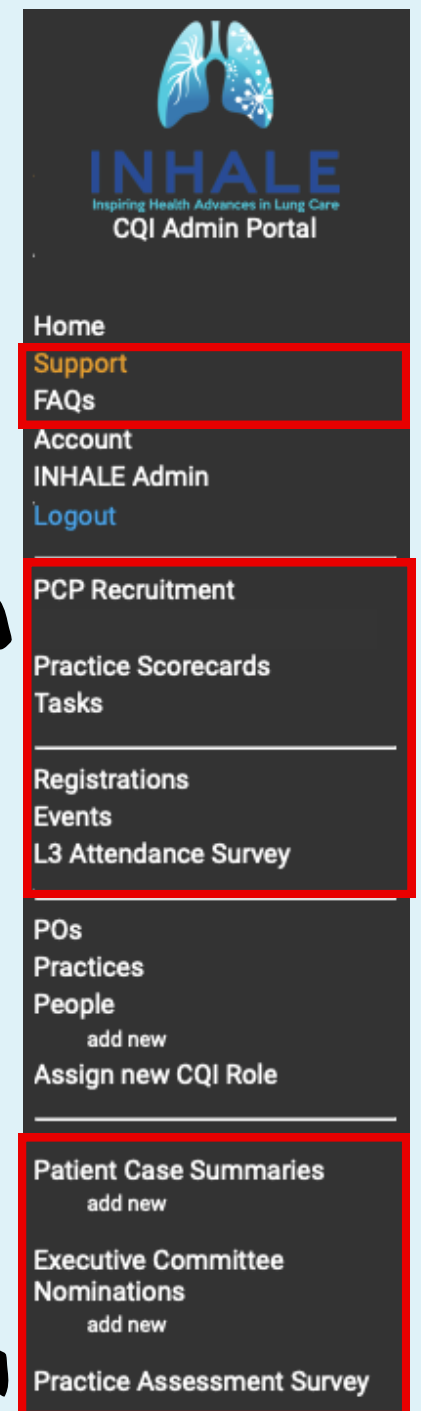 INHALE
Inspiring Health Advances in Lung Care
CQI Admin Portal
Home
Support
FAQs
Account
INHALE Admin
Logout
PCP Recruitment
Practice Scorecards
Tasks
Registrations
Events
L3 Attendance Survey
POs
Practices
People
add new
Assign new CQI Role
Patient Case Summaries
add new
Executive Committee
Nominations
add new
Practice Assessment Survey